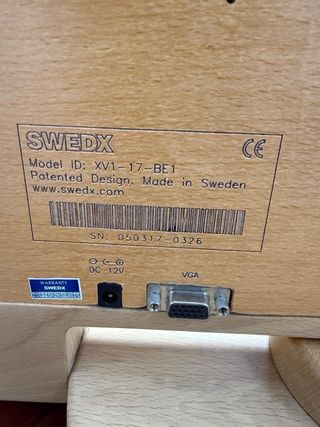 SWEDX
Model ID: XV1-17-BE1
Patented Design. Made in Sweden
www.swedx.com
SN: 050317-0326
DC 12V
VGA
WARRANTY
SWEDX